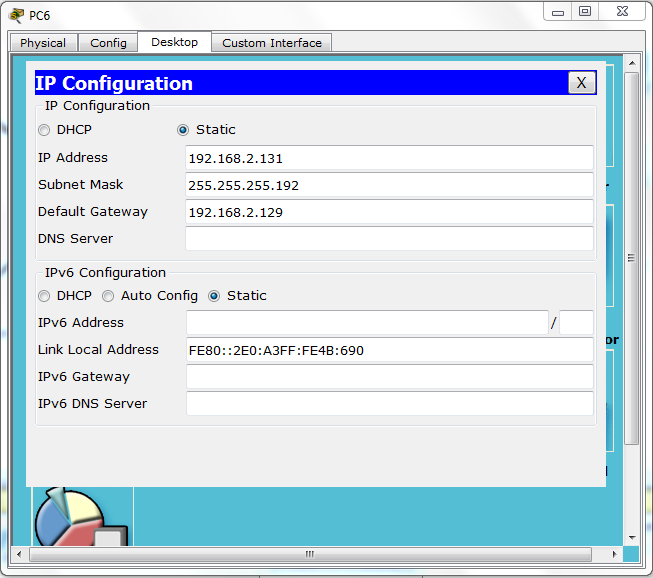 PC6
Physical Config Desktop Custom Interface
IP Configuration X
IP Configuration
DHCP Static
IP Address 192.168.2.131
Subnet Mask 255.255.255.192
Default Gateway 192.168.2.129
DNS Server
IPv6 Configuration
DHCP Auto Config Static
IPv6 Address /
Link Local Address FE80::2E0:A3FF:FE4B:690
IPv6 Gateway
IPv6 DNS Server